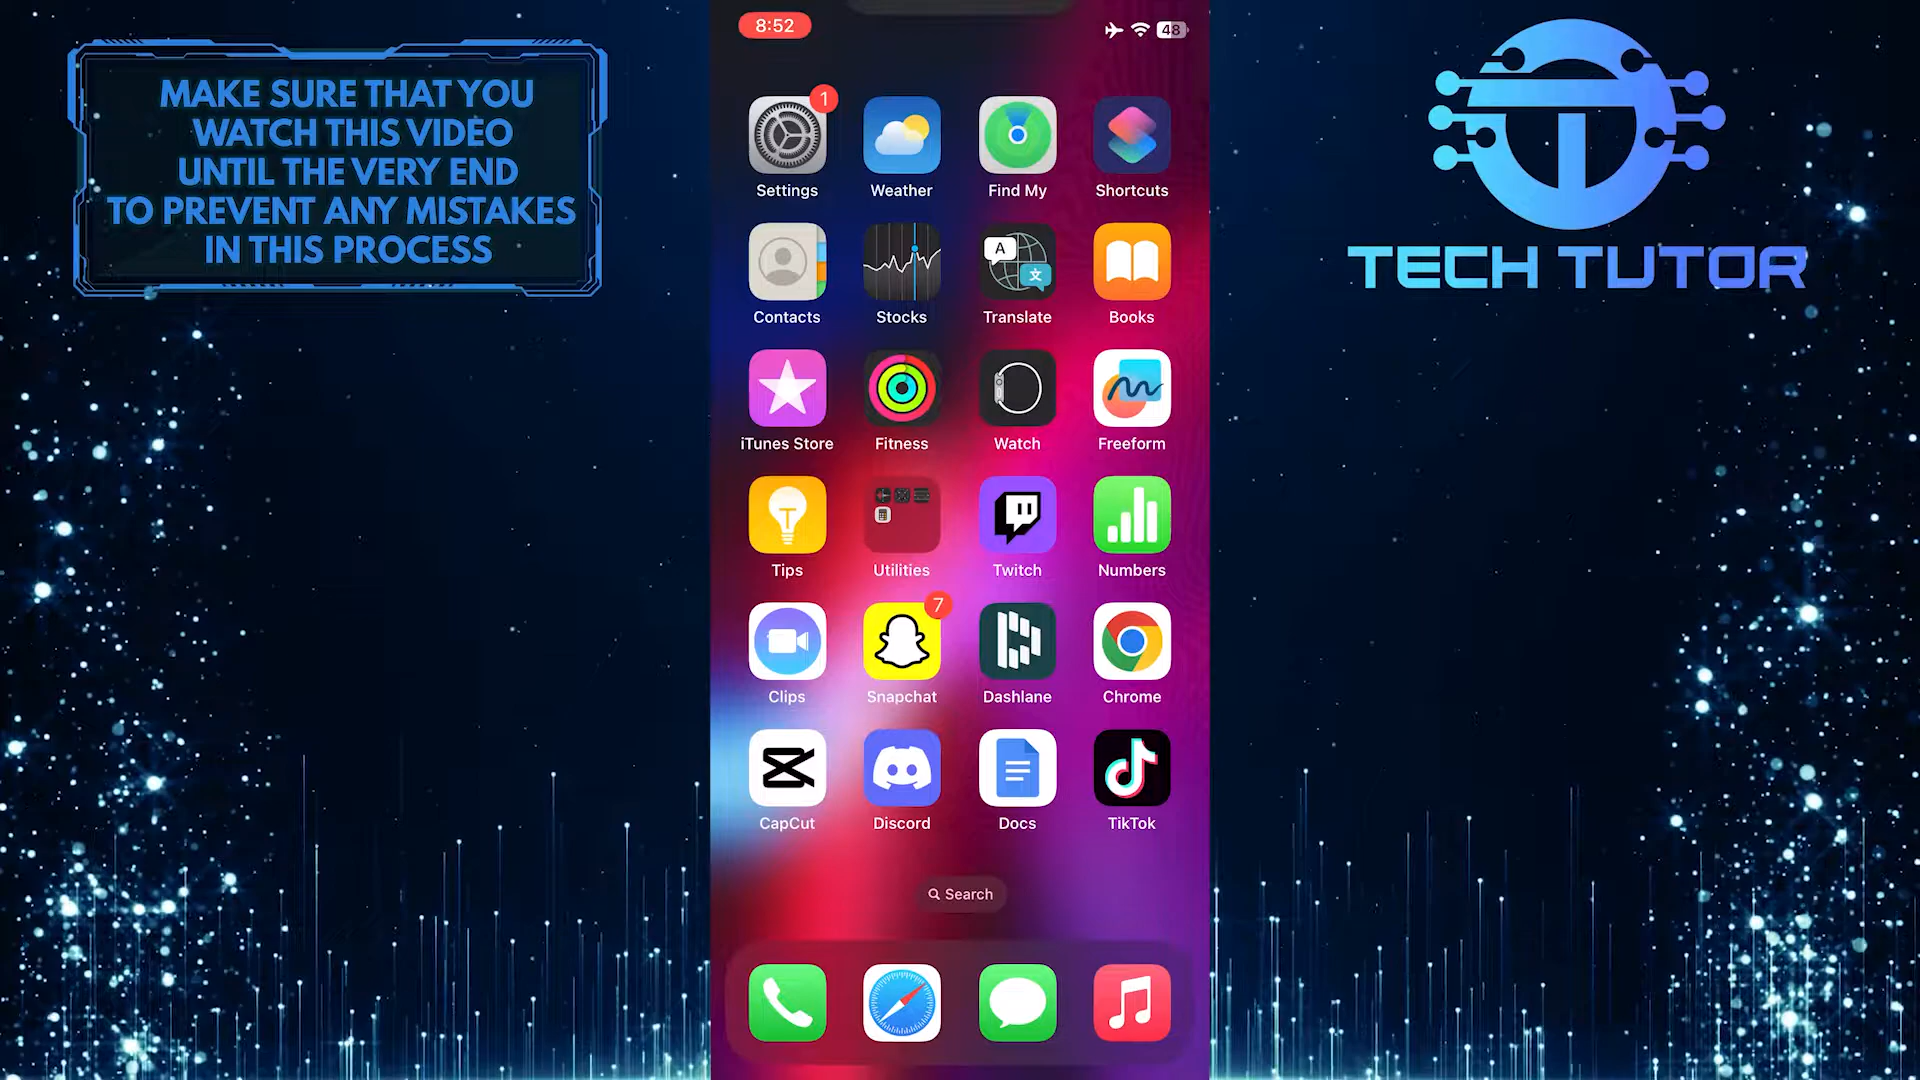 MAKE SURE THAT YOU
WATCH THIS VIDEO
UNTIL THE VERY END
TO PREVENT ANY MISTAKES
IN THIS PROCESS
8:52
48
1
Settings
Weather
Find My
Shortcuts
A
文
Contacts
Stocks
Translate
Books
iTunes Store
Fitness
Watch
Freeform
Tips
Utilities
Twitch
Numbers
7
Clips
Snapchat
Dashlane
Chrome
CapCut
Discord
Docs
TikTok
Search
TECH TUTOR